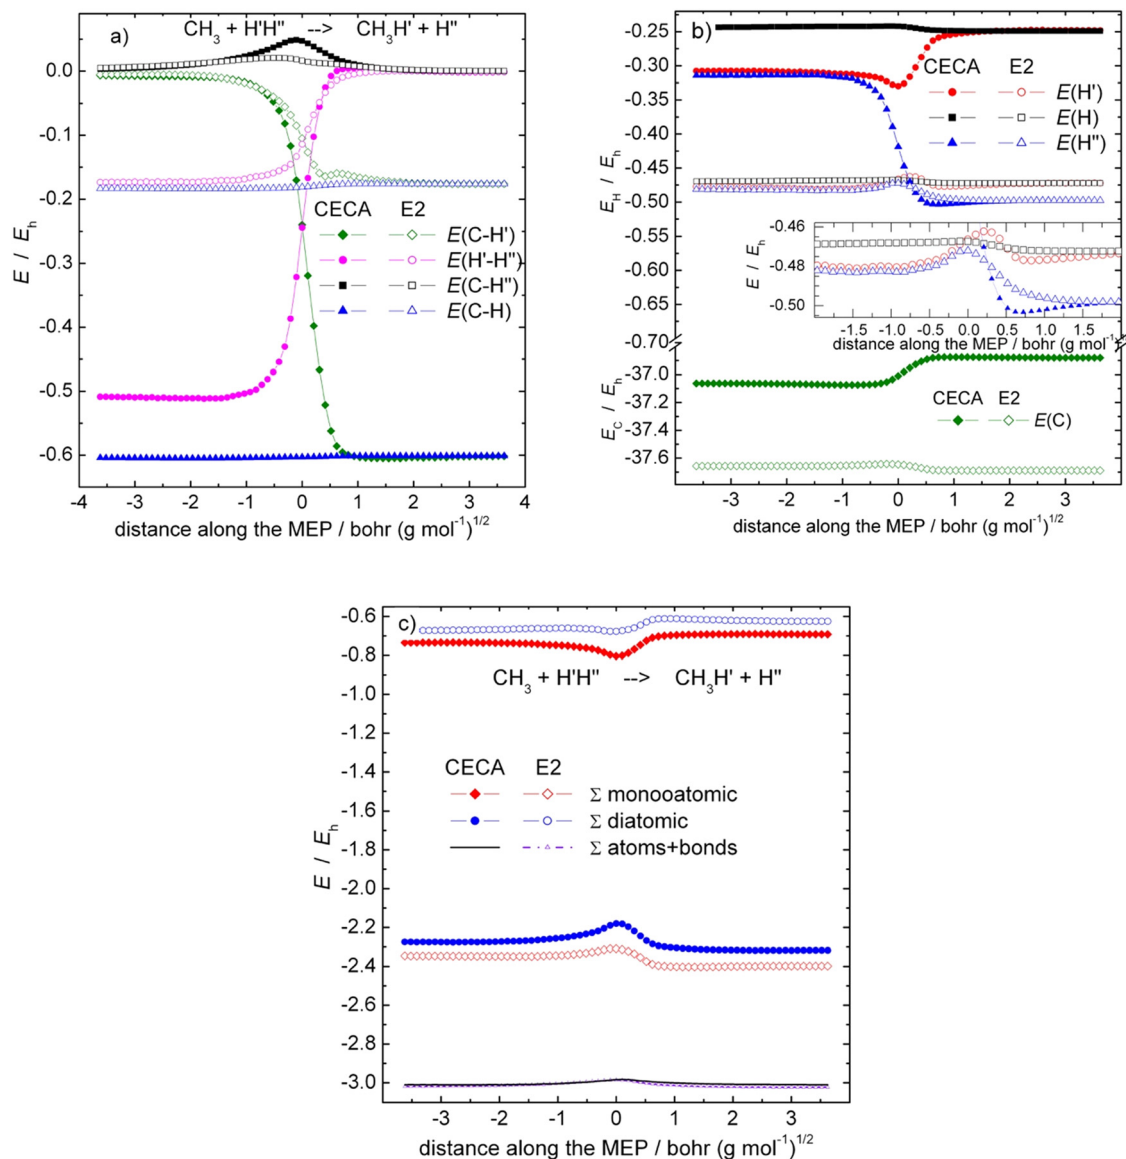 a)
CH3 + H'H'' --> CH3H' + H''
0.0
-0.1
-0.2
-0.3
-0.4
-0.5
-0.6
E / Eh
CECA E2
E(C-H')
E(H'-H'')
E(C-H'')
E(C-H)
-4 -3 -2 -1 0 1 2 3 4
distance along the MEP / bohr (g mol-1)1/2
b)
-0.25
-0.30
-0.35
-0.40
-0.45
-0.50
-0.55
-0.60
-0.65
-0.70
-37.0
-37.2
-37.4
-37.6
EH / Eh
EC / Eh
CECA E2
E(H')
E(H)
E(H'')
-0.46
-0.48
-0.50
E / Eh
-1.5 -1.0 -0.5 0.0 0.5 1.0 1.5
distance along the MEP / bohr (g mol-1)1/2
CECA E2
E(C)
-3 -2 -1 0 1 2 3
distance along the MEP / bohr (g mol-1)1/2
c)
-0.6
-0.8
-1.0
-1.2
-1.4
-1.6
-1.8
-2.0
-2.2
-2.4
-2.6
-2.8
-3.0
E / Eh
CH3 + H'H'' --> CH3H' + H''
CECA E2
Σ monooatomic
Σ diatomic
Σ atoms+bonds
-3 -2 -1 0 1 2 3
distance along the MEP / bohr (g mol-1)1/2